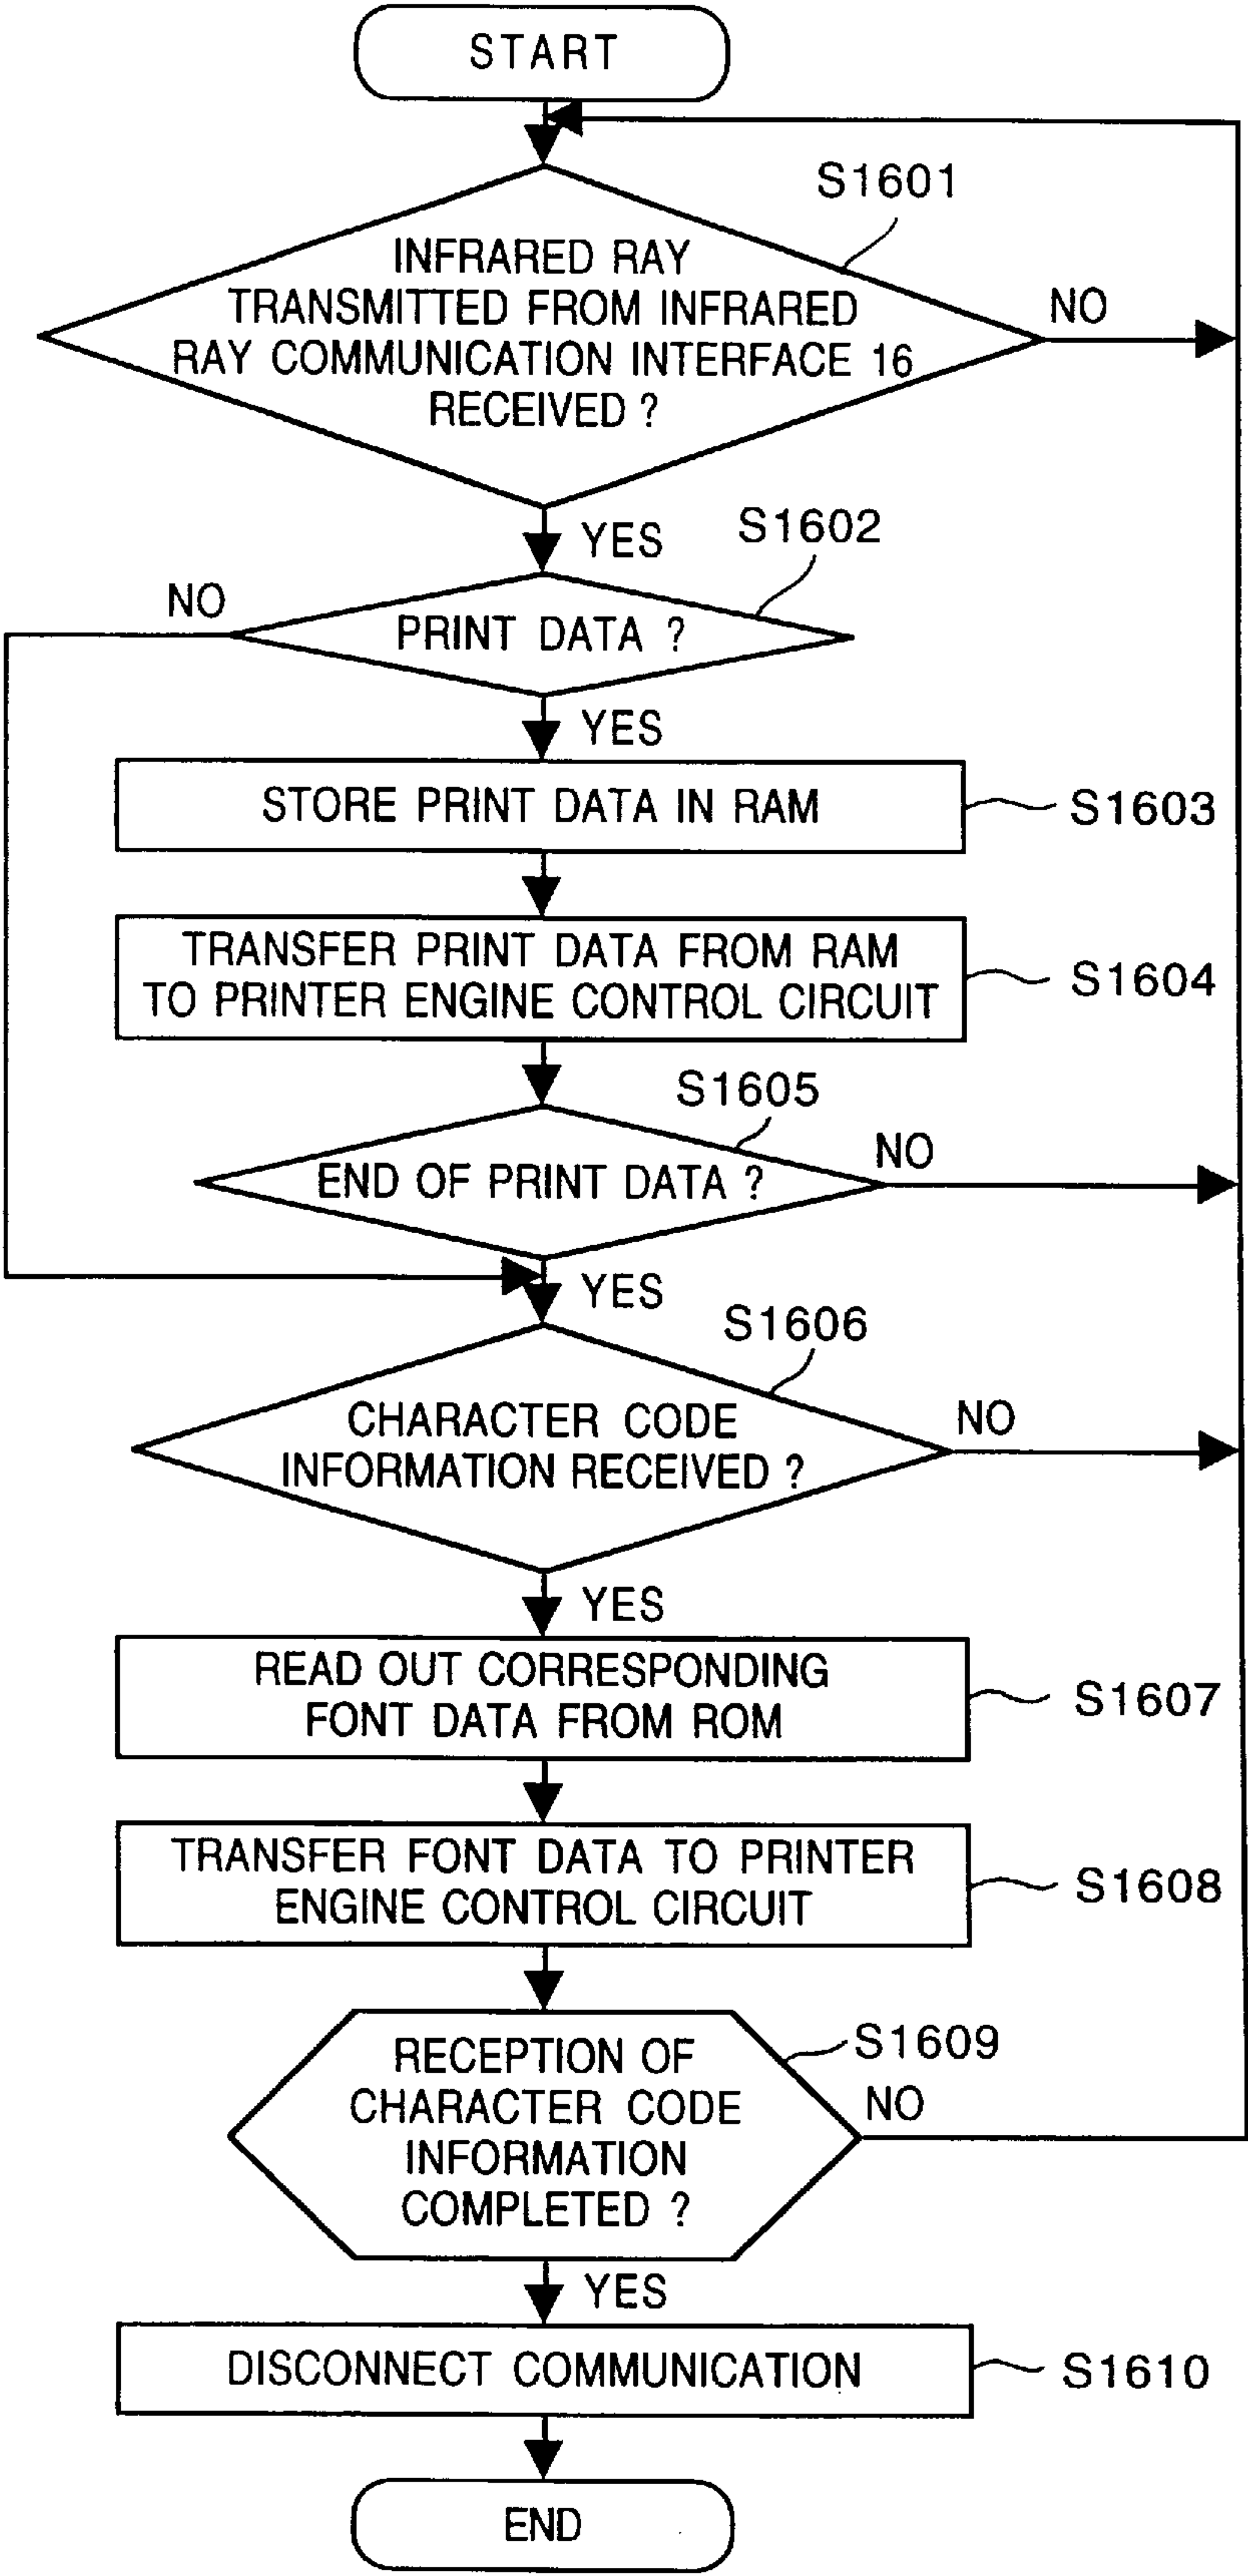 START
S1601
INFRARED RAY
TRANSMITTED FROM INFRARED
RAY COMMUNICATION INTERFACE 16
RECEIVED ?
NO
YES
S1602
NO
PRINT DATA ?
YES
STORE PRINT DATA IN RAM
S1603
TRANSFER PRINT DATA FROM RAM
TO PRINTER ENGINE CONTROL CIRCUIT
S1604
S1605
END OF PRINT DATA ?
NO
YES
S1606
CHARACTER CODE
INFORMATION RECEIVED ?
NO
YES
READ OUT CORRESPONDING
FONT DATA FROM ROM
S1607
TRANSFER FONT DATA TO PRINTER
ENGINE CONTROL CIRCUIT
S1608
S1609
RECEPTION OF
CHARACTER CODE
INFORMATION
COMPLETED ?
NO
YES
DISCONNECT COMMUNICATION
S1610
END